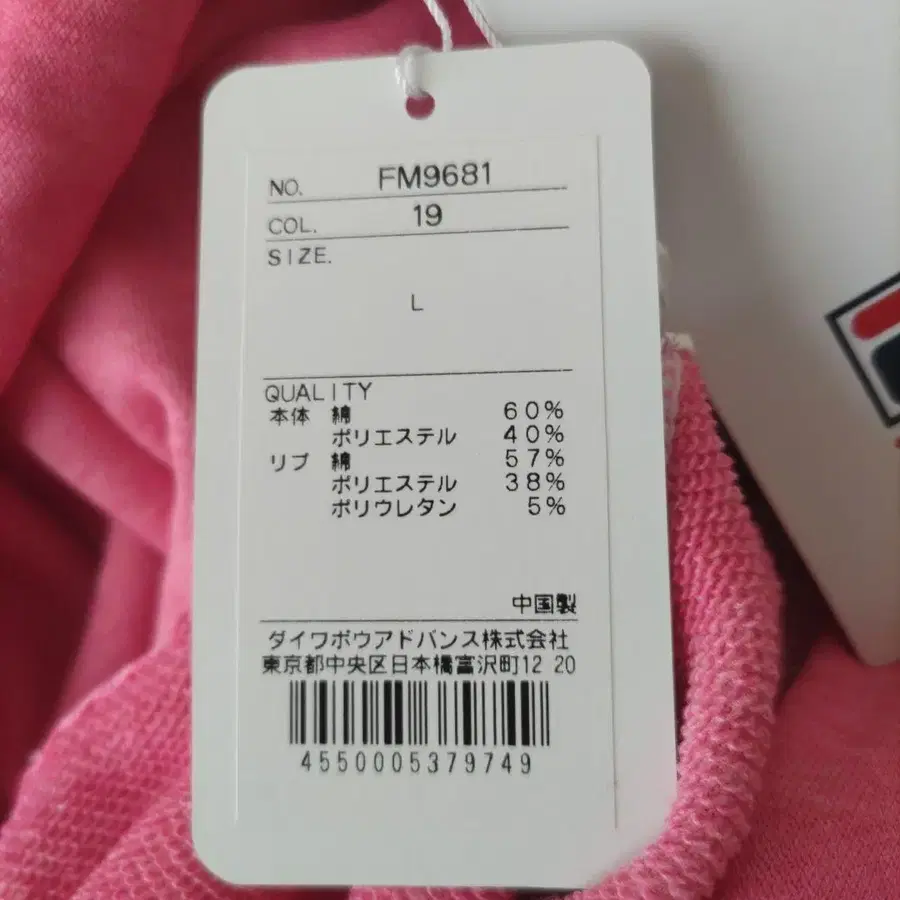 NO. FM9681
COL. 19
SIZE.
L
QUALITY
本体 綿 60%
ポリエステル 40%
リブ 綿 57%
ポリエステル 38%
ポリウレタン 5%
中国製
ダイワボウアドバンス株式会社
東京都中央区日本橋富沢町12 20
4550005379749